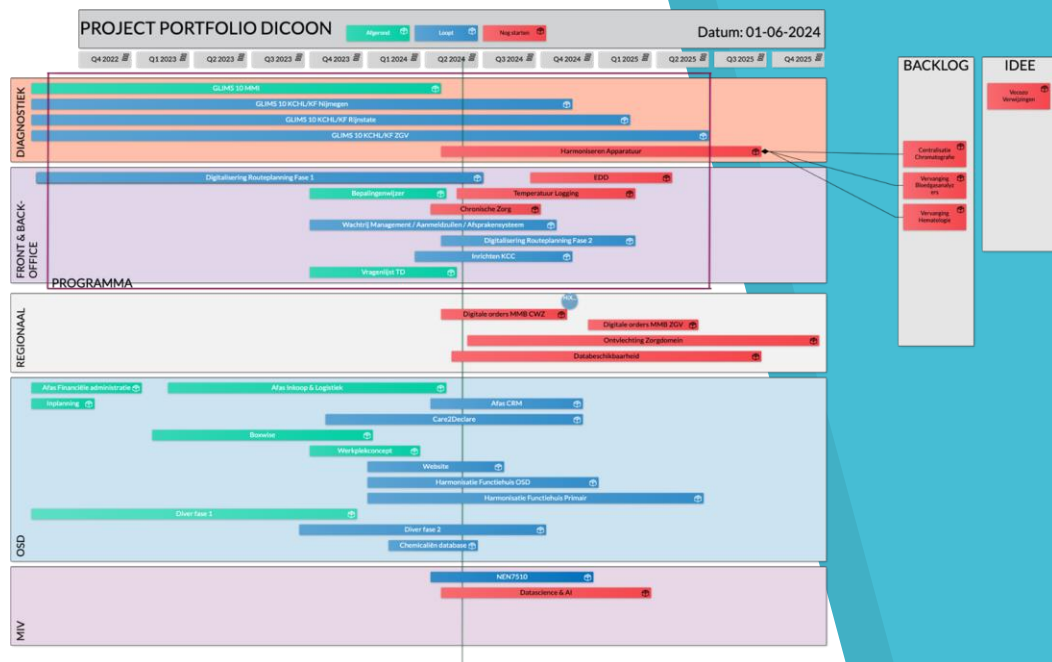 PROJECT PORTFOLIO DICOON
Afgerond
Loopt
Nog starten
Datum: 01-06-2024
Q4 2022
Q1 2023
Q2 2023
Q3 2023
Q4 2023
Q1 2024
Q2 2024
Q3 2024
Q4 2024
Q1 2025
Q2 2025
Q3 2025
Q4 2025
BACKLOG
IDEE
DIAGNOSTIEK
GLIMS 10 MMI
GLIMS 10 KCHL/KF Nijmegen
GLIMS 10 KCHL/KF Rijnstate
GLIMS 10 KCHL/KF ZGV
Harmoniseren Apparatuur
Centralisatie
Chromatografie
Vervanging
Bloedgasanalyz
ers
Vervanging
Hematologie
Verwijzingen
FRONT & BACK-
OFFICE
Digitalisering Routeplanning Fase 1
EDD
Bepalingenwijzer
Temperatuur Logging
Chronische Zorg
Wachtrij Management / Aanmeldzuilen / Afsprakensysteem
Digitalisering Routeplanning Fase 2
Inrichten KCC
Vragenlijst TD
PROGRAMMA
REGIONAAL
Digitale orders MMB CWZ
Digitale orders MMB ZGV
Ontvlechting Zorgdomein
Databeschikbaarheid
OSD
Afas Financiële administratie
Afas Inkoop & Logistiek
Inplanning
Afas CRM
Care2Declare
Boxwise
Werkplekconcept
Website
Harmonisatie Functiehuis OSD
Harmonisatie Functiehuis Primair
Diver fase 1
Diver fase 2
Chemicaliën database
MIV
NEN7510
Datascience & AI